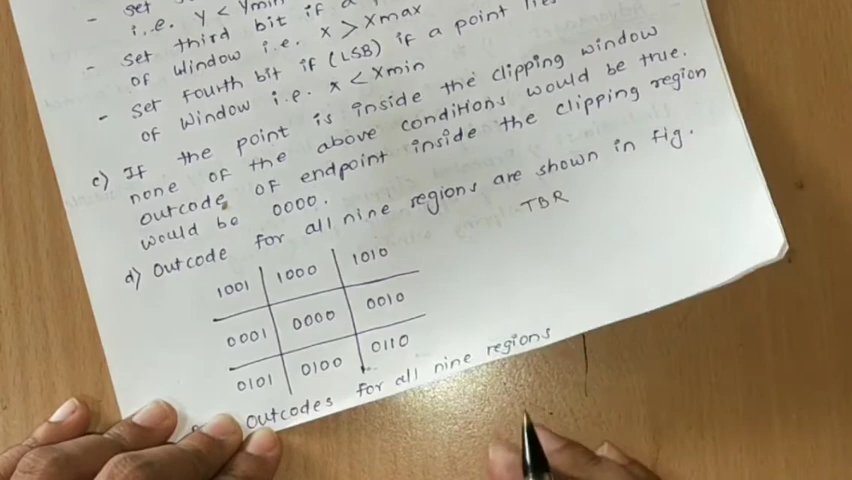 - set
i.e. y < ymin
- set third bit if a
of window i.e. x > xmax
- set fourth bit if (LSB) if a point lies
of window i.e. x < xmin
c) If the point is inside the clipping window
none of the above conditions would be true.
outcode of endpoint inside the clipping region
would be 0000.
d) outcode for all nine regions are shown in fig.
TBR
1001 1000 1010
0001 0000 0010
0101 0100 0110
outcodes for all nine regions